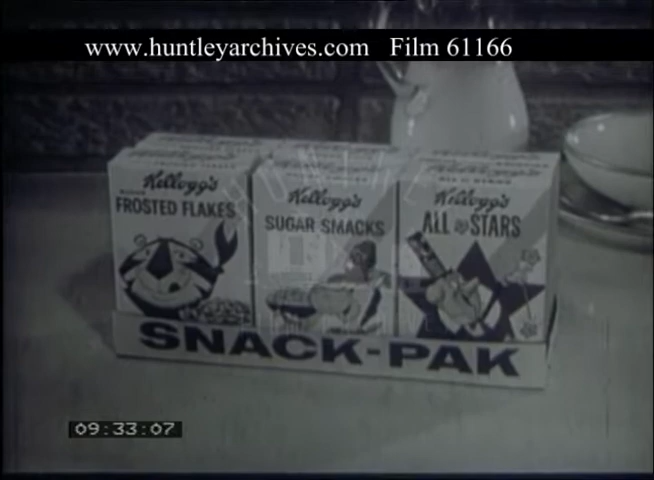 www.huntleyarchives.com Film 61166
Kellogg's
FROSTED FLAKES
Kellogg's
SUGAR SMACKS
Kellogg's
ALL STARS
SNACK-PAK
09:33:07